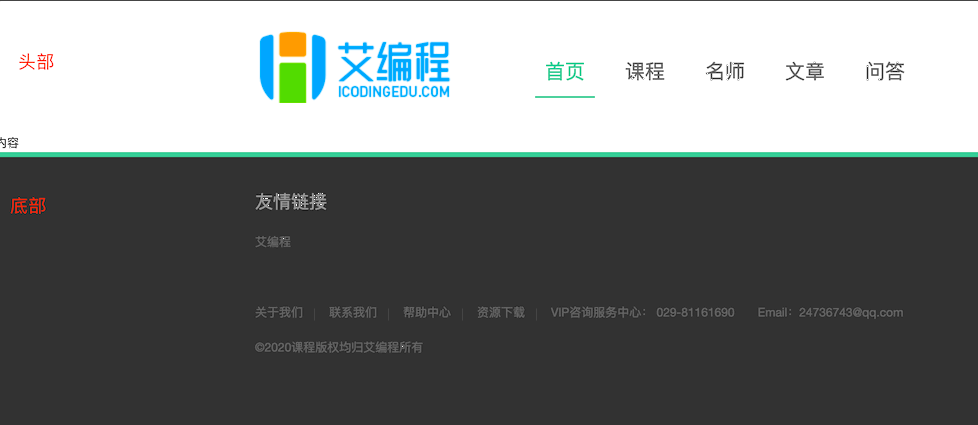 头部
艾编程
ICODINGEDU.COM
首页 课程 名师 文章 问答
内容
底部
友情链接
艾编程
关于我们 | 联系我们 | 帮助中心 | 资源下载 | VIP咨询服务中心： 029-81161690 Email：24736743@qq.com
©2020课程版权均归艾编程所有